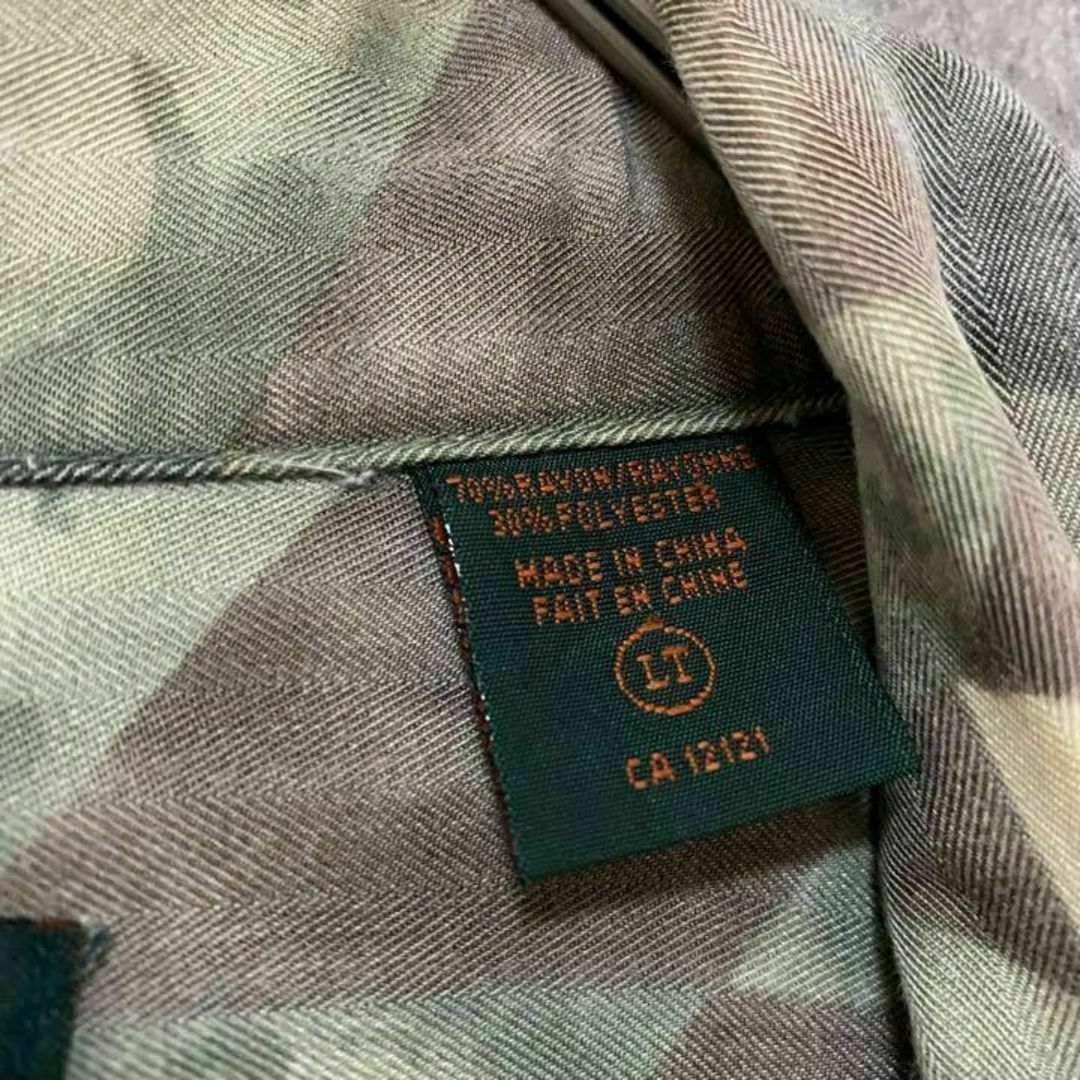 70%RAYON/RAYONNE
30%POLYESTER
MADE IN CHINA
FAIT EN CHINE
LT
CA 12121